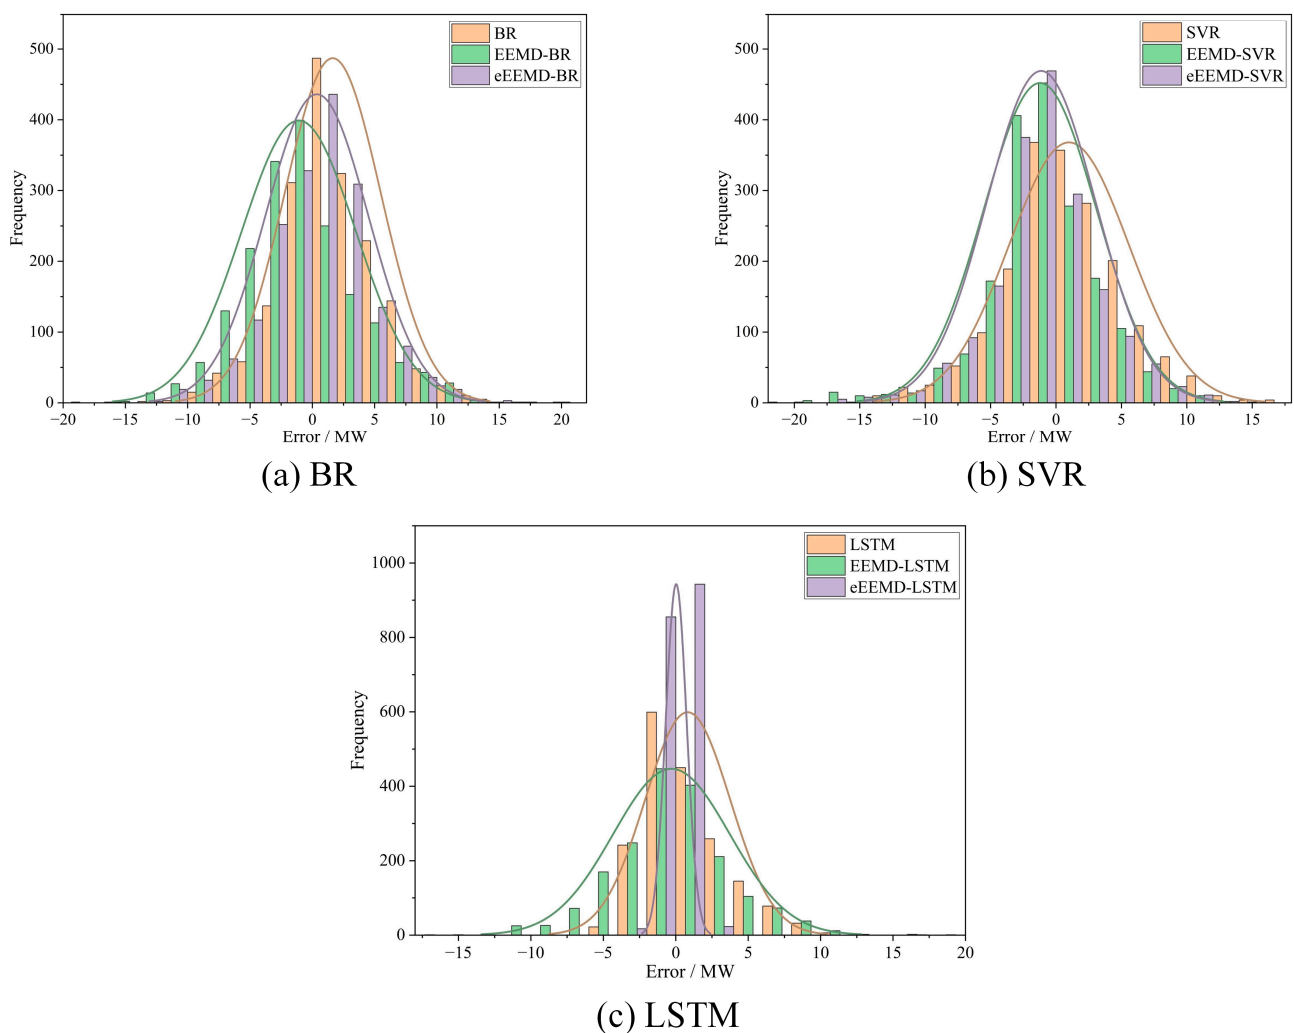 BR
EEMD-BR
eEEMD-BR
500
400
300
200
100
0
Frequency
−20 −15 −10 −5 0 5 10 15 20
Error / MW
(a) BR
SVR
EEMD-SVR
eEEMD-SVR
500
400
300
200
100
0
Frequency
−20 −15 −10 −5 0 5 10 15
Error / MW
(b) SVR
LSTM
EEMD-LSTM
eEEMD-LSTM
1000
800
600
400
200
0
Frequency
−15 −10 −5 0 5 10 15 20
Error / MW
(c) LSTM